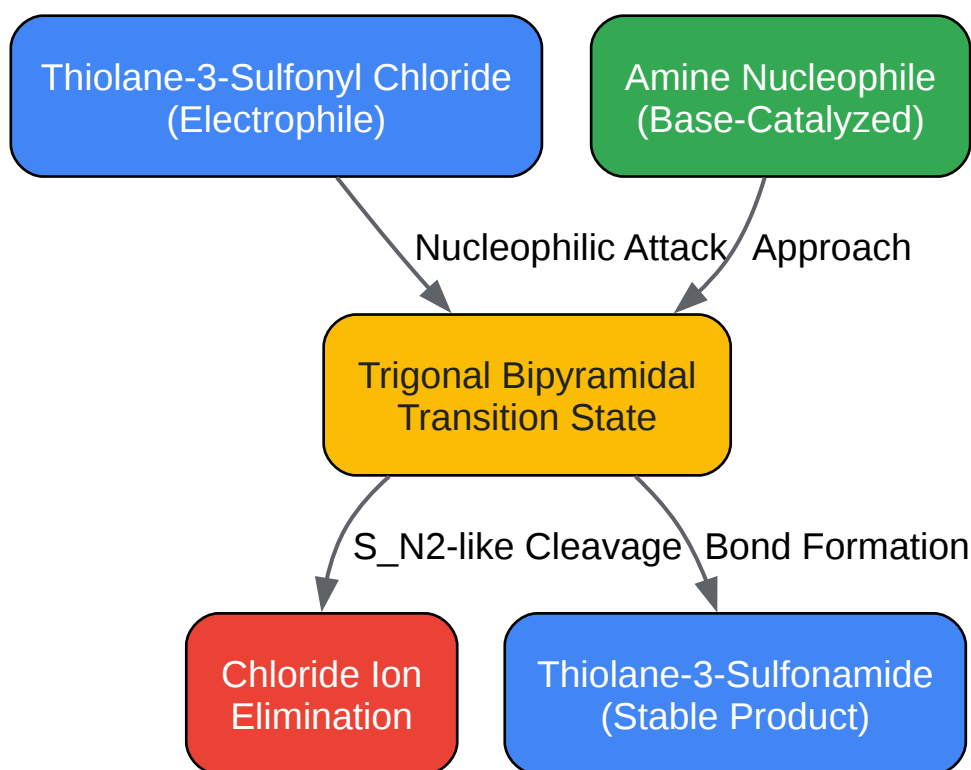 Thiolane-3-Sulfonyl Chloride
(Electrophile)
Amine Nucleophile
(Base-Catalyzed)
Nucleophilic Attack
Approach
Trigonal Bipyramidal
Transition State
S_N2-like Cleavage
Bond Formation
Chloride Ion
Elimination
Thiolane-3-Sulfonamide
(Stable Product)